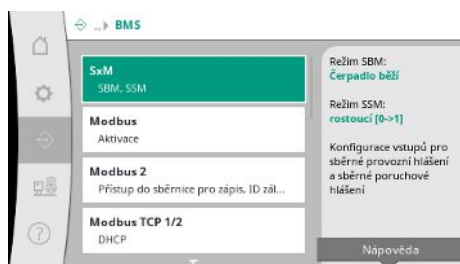 ..▸ BMS
SxM
SBM, SSM
Modbus
Aktivace
Modbus 2
Přístup do sběrnice pro zápis, ID zál...
Modbus TCP 1/2
DHCP
Režim SBM:
Čerpadlo běží
Režim SSM:
rostoucí [0->1]
Konfigurace vstupů pro
sběrné provozní hlášení
a sběrné poruchové
hlášení
Nápověda